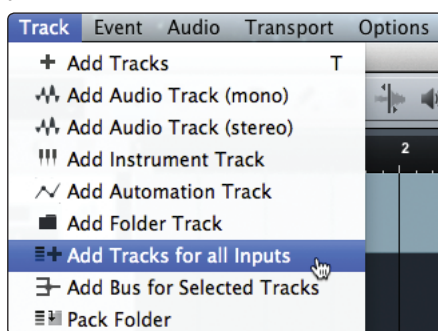 Track Event Audio Transport Options
Add Tracks T
Add Audio Track (mono)
Add Audio Track (stereo)
2
Add Instrument Track
Add Automation Track
Add Folder Track
Add Tracks for all Inputs
Add Bus for Selected Tracks
Pack Folder